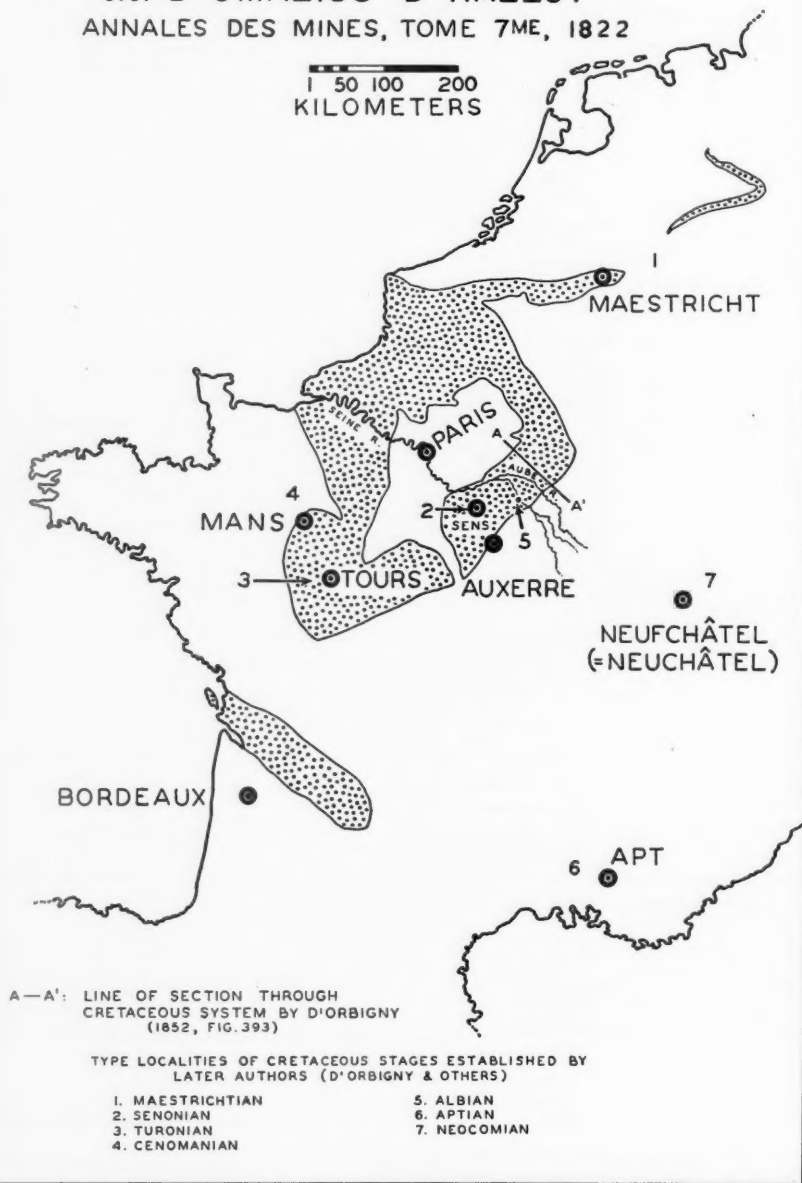 ANNALES DES MINES, TOME 7ME, 1822
1 50 100 200
KILOMETERS
1
MAESTRICHT
SEINE R.
PARIS
A
AUBE R.
A'
4
MANS
2
SENS
5
3
TOURS
AUXERRE
7
NEUFCHÂTEL
(=NEUCHÂTEL)
BORDEAUX
6
APT
A—A': LINE OF SECTION THROUGH
CRETACEOUS SYSTEM BY D'ORBIGNY
(1852, FIG. 393)
TYPE LOCALITIES OF CRETACEOUS STAGES ESTABLISHED BY
LATER AUTHORS (D'ORBIGNY & OTHERS)
1. MAESTRICHTIAN
2. SENONIAN
3. TURONIAN
4. CENOMANIAN
5. ALBIAN
6. APTIAN
7. NEOCOMIAN